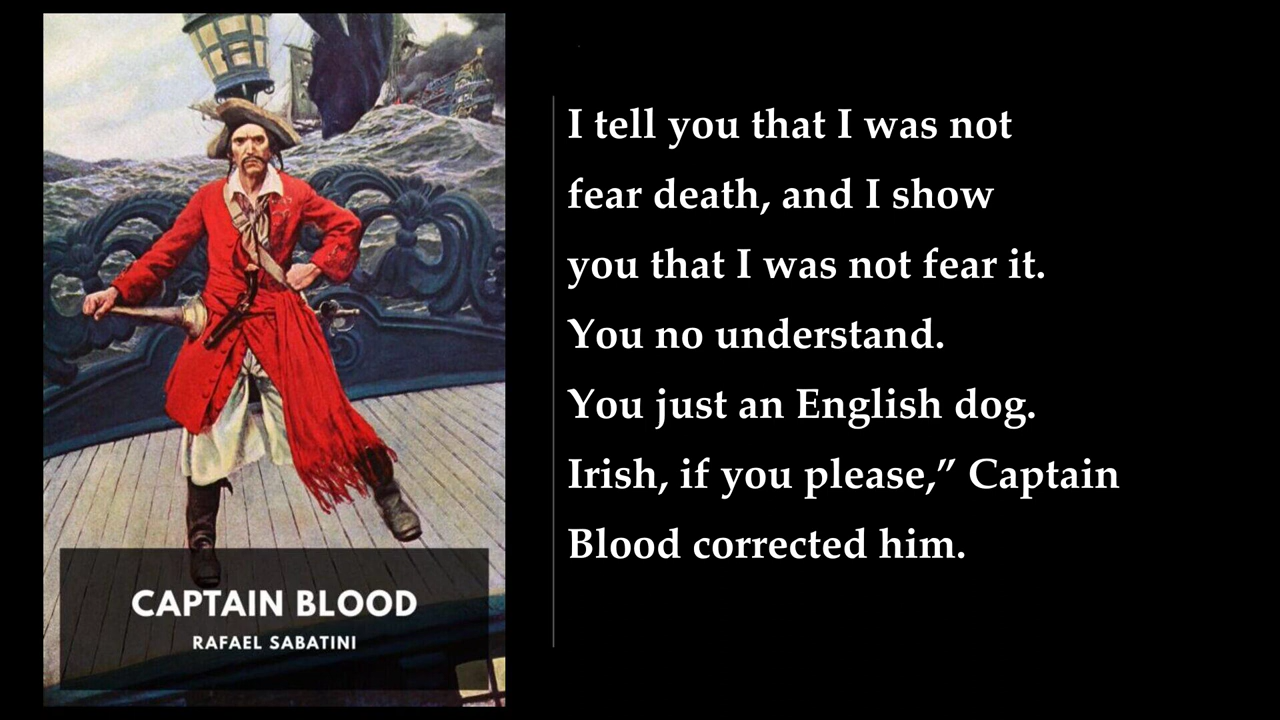 CAPTAIN BLOOD
RAFAEL SABATINI
I tell you that I was not
fear death, and I show
you that I was not fear it.
You no understand.
You just an English dog.
Irish, if you please,” Captain
Blood corrected him.